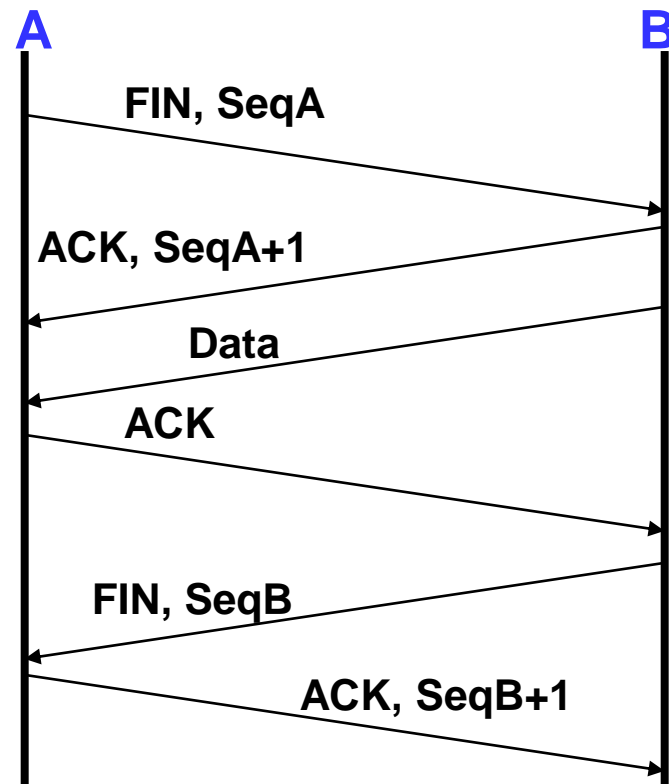 A B
FIN, SeqA
ACK, SeqA+1
Data
ACK
FIN, SeqB
ACK, SeqB+1